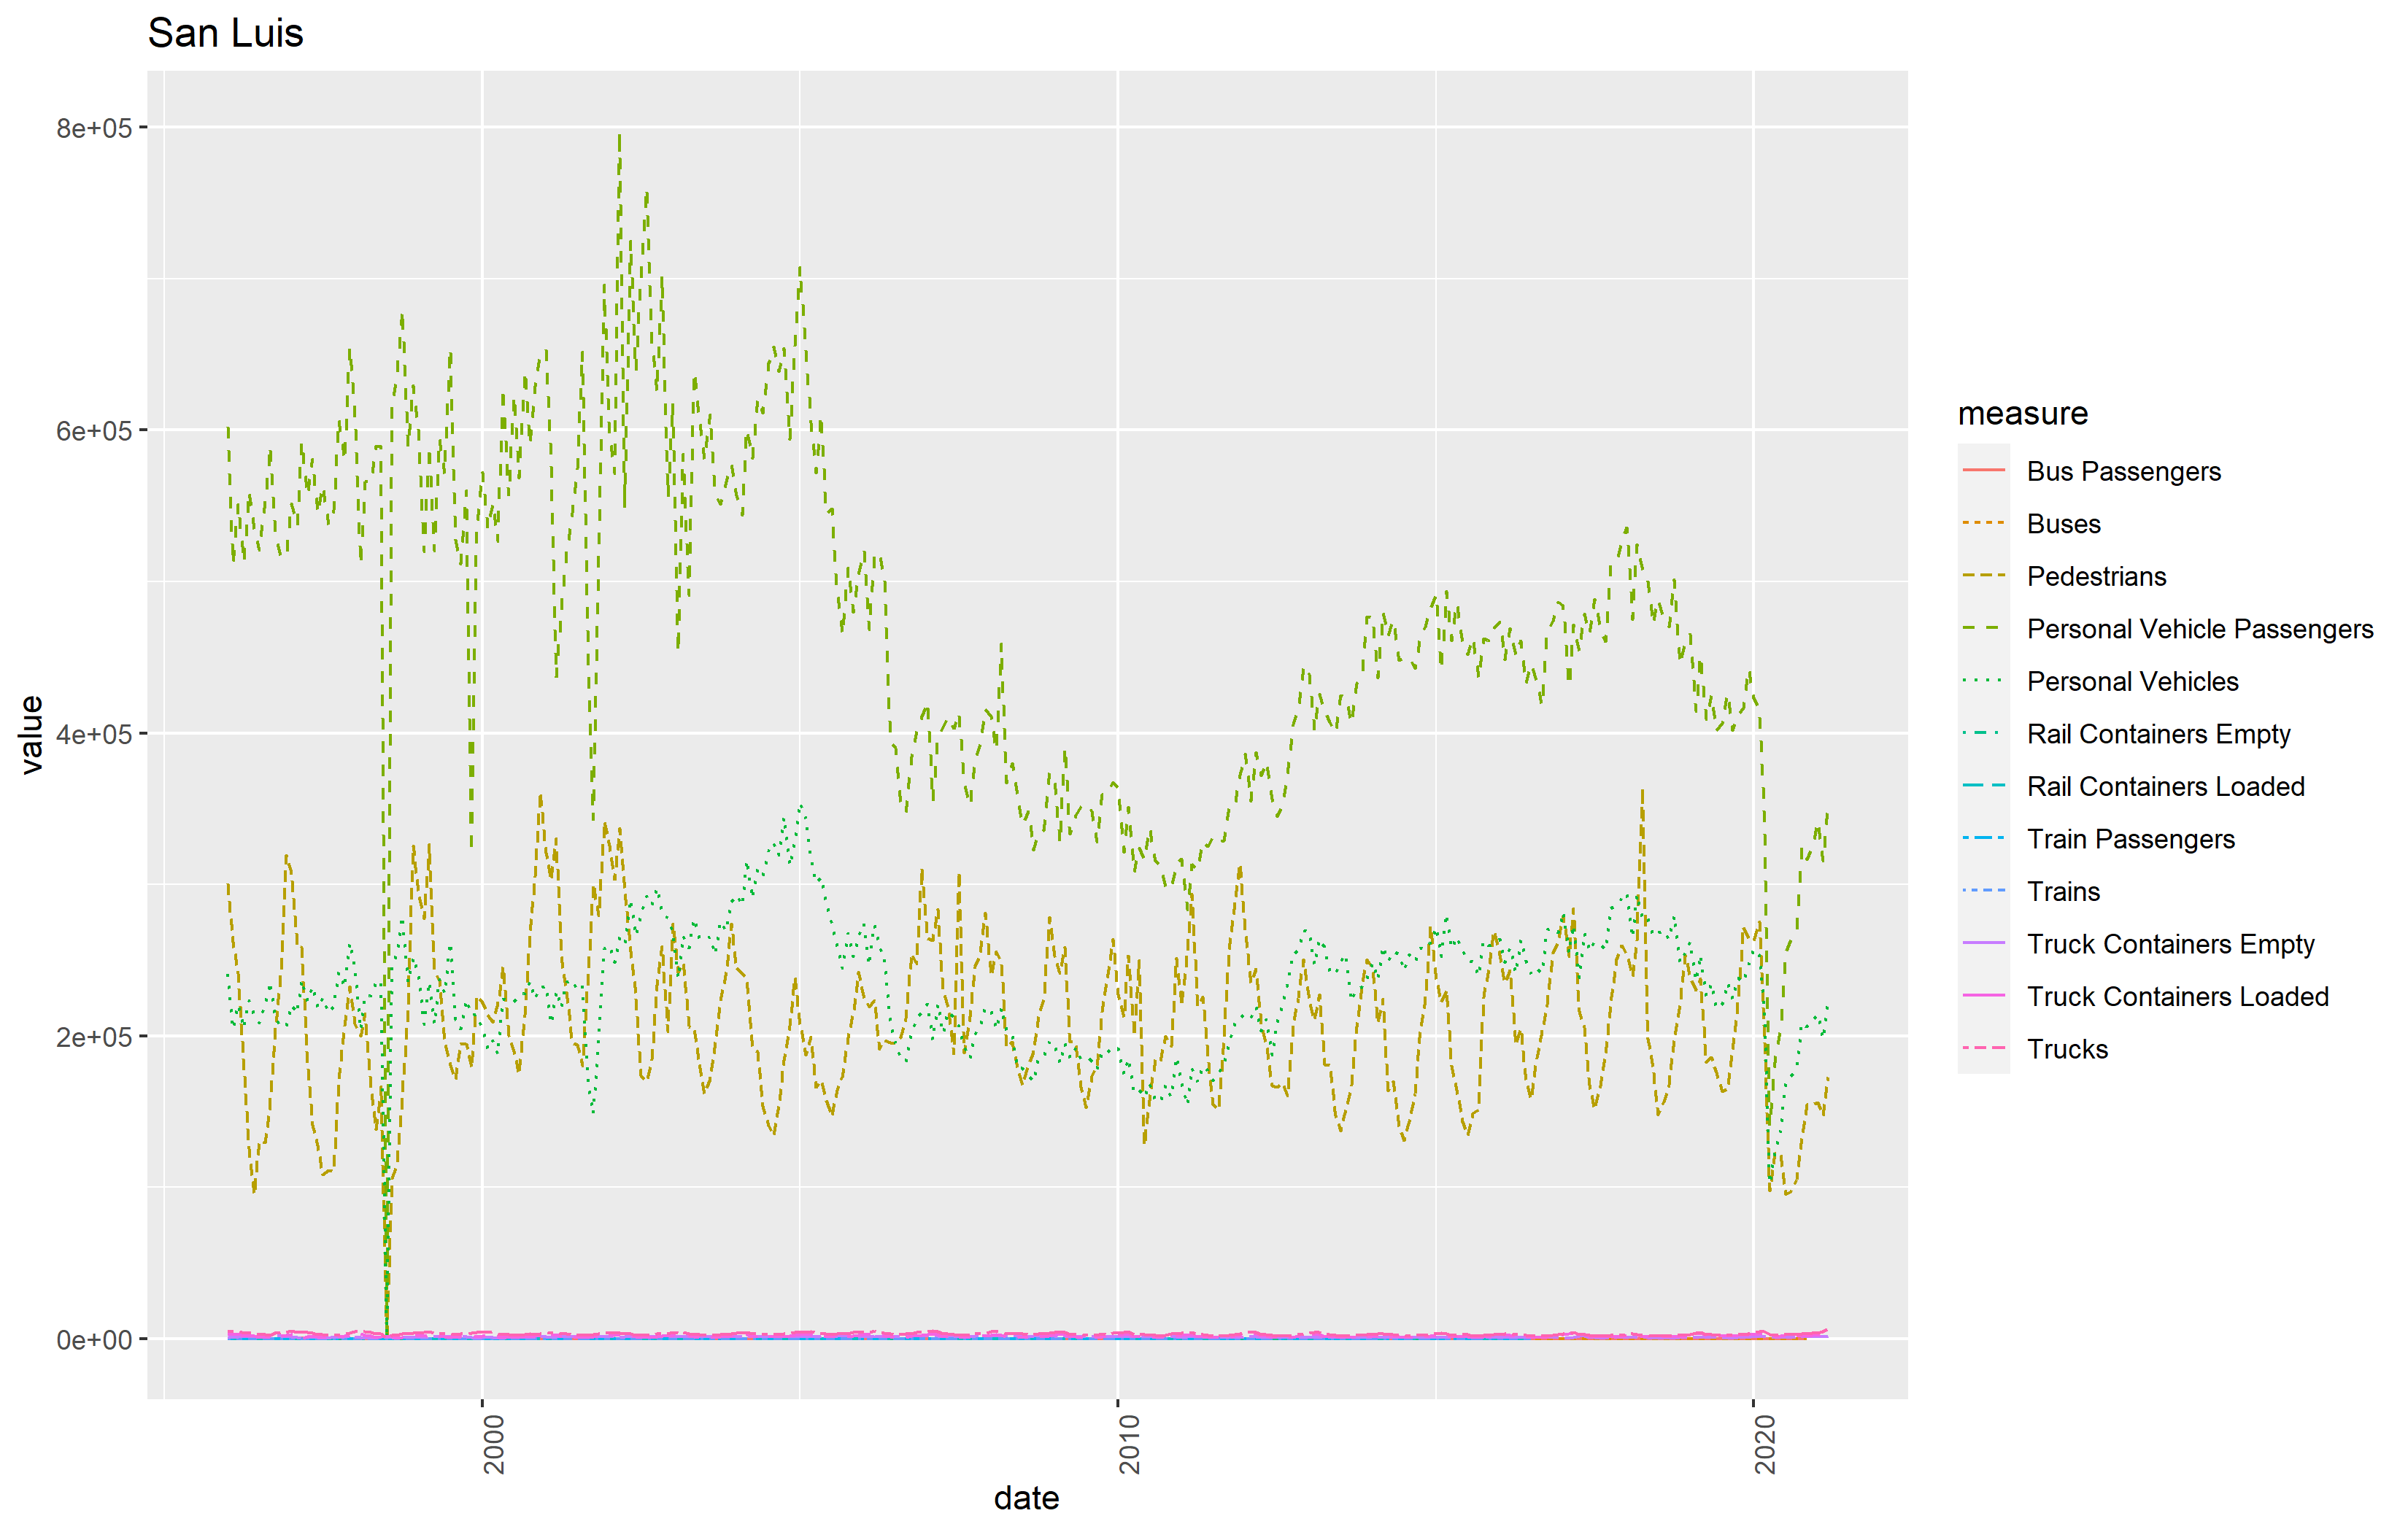 San Luis
8e+05
6e+05
4e+05
2e+05
0e+00
value
2000
2010
2020
date
measure
Bus Passengers
Buses
Pedestrians
Personal Vehicle Passengers
Personal Vehicles
Rail Containers Empty
Rail Containers Loaded
Train Passengers
Trains
Truck Containers Empty
Truck Containers Loaded
Trucks